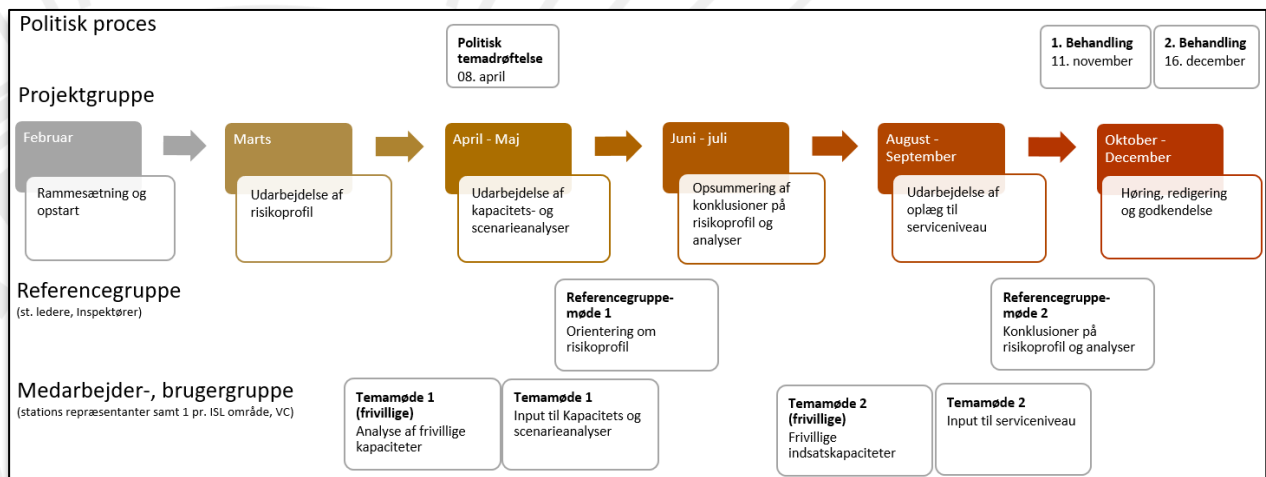 Politisk proces
Politisk
temadrøftelse
08. april
1. Behandling
11. november
2. Behandling
16. december
Projektgruppe
Februar
Rammesætning og
opstart
Marts
Udarbejdelse af
risikoprofil
April - Maj
Udarbejdelse af
kapacitets- og
scenarieanalyser
Juni - juli
Opsummering af
konklusioner på
risikoprofil og
analyser
August -
September
Udarbejdelse af
oplæg til
serviceniveau
Oktober -
December
Høring, redigering
og godkendelse
Referencegruppe
(st. ledere, Inspektører)
Referencegruppe-
møde 1
Orientering om
risikoprofil
Referencegruppe-
møde 2
Konklusioner på
risikoprofil og analyser
Medarbejder-, brugergruppe
(stations repræsentanter samt 1 pr. ISL område, VC)
Temamøde 1
(frivillige)
Analyse af frivillige
kapaciteter
Temamøde 1
Input til Kapacitets og
scenarieanalyser
Temamøde 2
(frivillige)
Frivillige
indsatskapaciteter
Temamøde 2
Input til serviceniveau